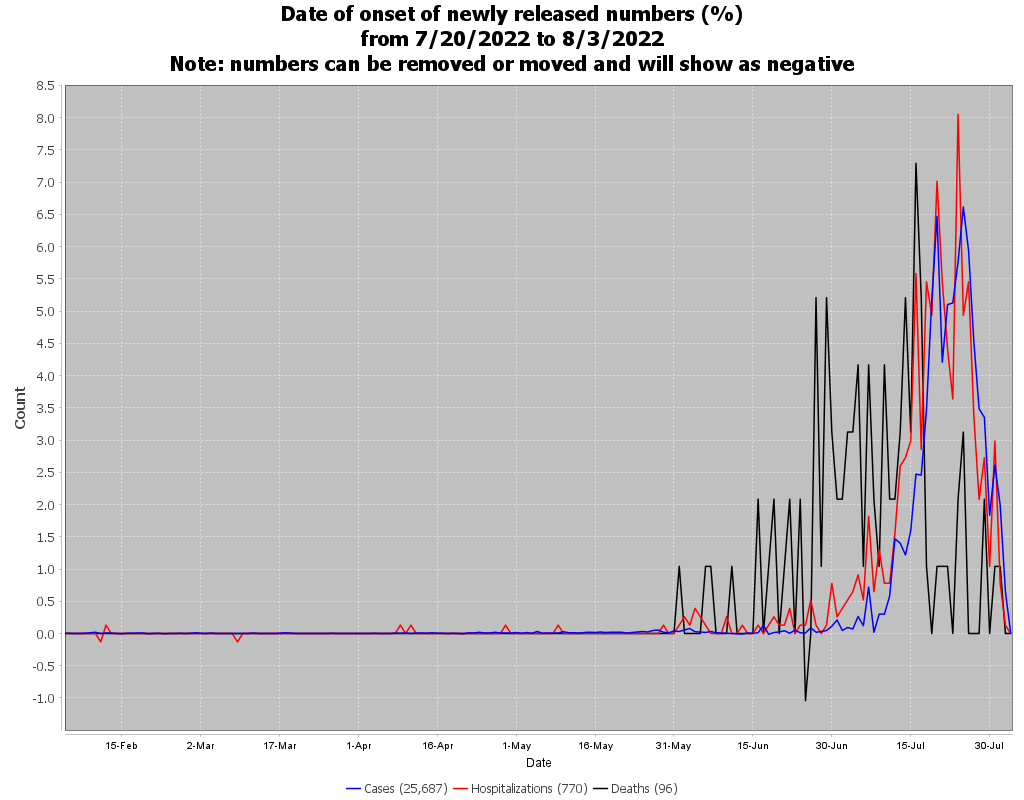 Date of onset of newly released numbers (%)
from 7/20/2022 to 8/3/2022
Note: numbers can be removed or moved and will show as negative
8.5
8.0
7.5
7.0
6.5
6.0
5.5
5.0
4.5
4.0
3.5
3.0
2.5
2.0
1.5
1.0
0.5
0.0
-0.5
-1.0
Count
15-Feb 2-Mar 17-Mar 1-Apr 16-Apr 1-May 16-May 31-May 15-Jun 30-Jun 15-Jul 30-Jul
Date
Cases (25,687) Hospitalizations (770) Deaths (96)